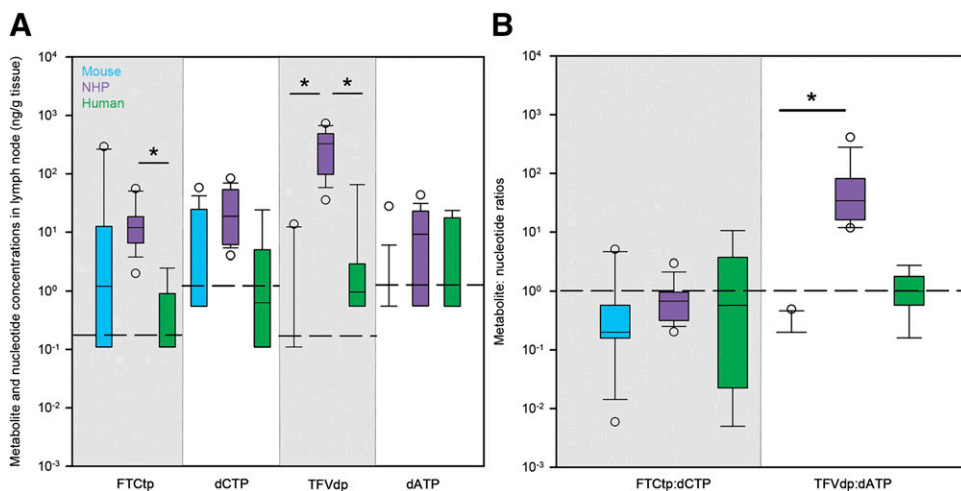 A
Metabolite and nucleotide concentrations in lymph node (ng/g tissue)
10⁴
10³
10²
10¹
10⁰
10⁻¹
10⁻²
10⁻³
Mouse
NHP
Human
*
*
*
FTCtp
dCTP
TFVdp
dATP
B
Metabolite: nucleotide ratios
10⁴
10³
10²
10¹
10⁰
10⁻¹
10⁻²
10⁻³
*
FTCtp:dCTP
TFVdp:dATP